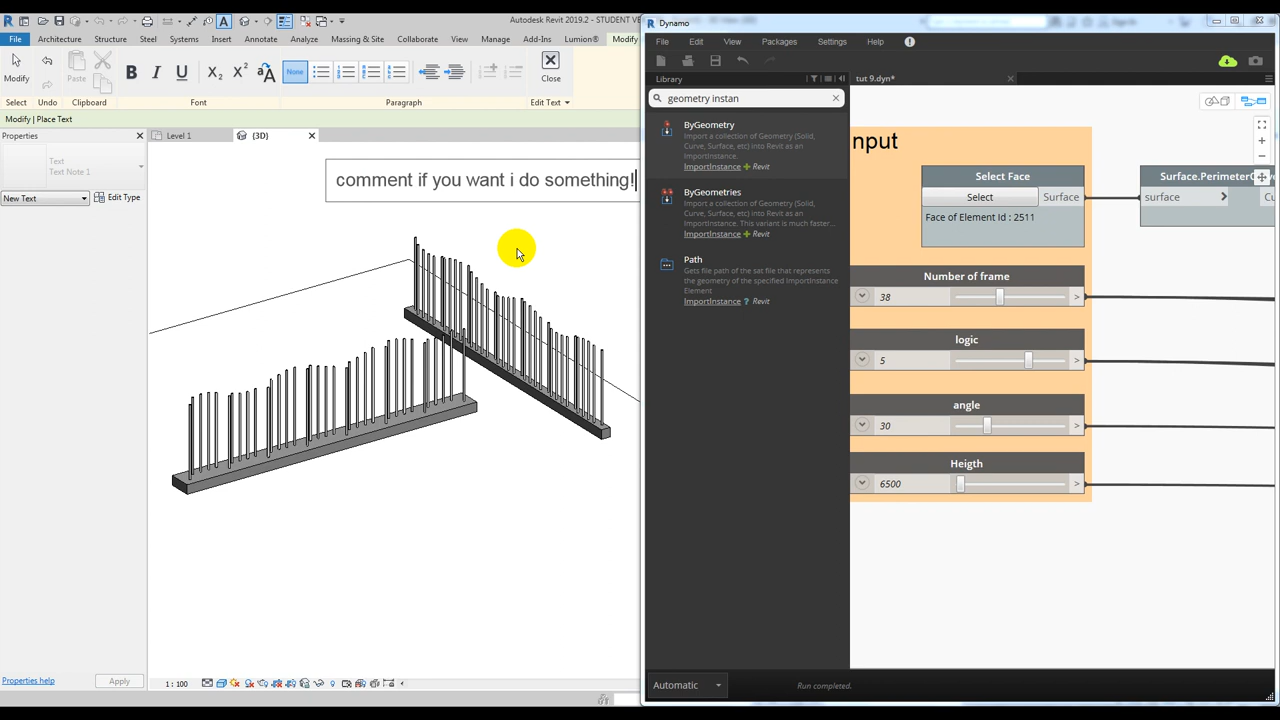 Autodesk Revit 2019.2 - STUDENT VE
File Architecture Structure Steel Systems Insert Annotate Analyze Massing & Site Collaborate View Manage Add-Ins Lumion® Modify
Modify Paste B I U None Close
Select Undo Clipboard Font Paragraph Edit Text
Modify | Place Text
Properties
Level 1
{3D}
Text
Text Note 1
New Text
Edit Type
comment if you want i do something!
Properties help
Apply
1 : 100
Dynamo
File Edit View Packages Settings Help
Library
tut 9.dyn*
geometry instan
ByGeometry
Import a collection of Geometry (Solid,
Curve, Surface, etc) into Revit as an
ImportInstance.
ImportInstance Revit
ByGeometries
Import a collection of Geometry (Solid,
Curve, Surface, etc) into Revit as an
ImportInstance. This variant is much faster...
ImportInstance Revit
Path
Gets file path of the sat file that represents
the geometry of the specified ImportInstance
Element
ImportInstance ? Revit
nput
Select Face
Select Surface
Face of Element Id : 2511
Surface.PerimeterC
surface > Cu
Number of frame
38 >
logic
5 >
angle
30 >
Heigth
6500 >
Automatic
Run completed.